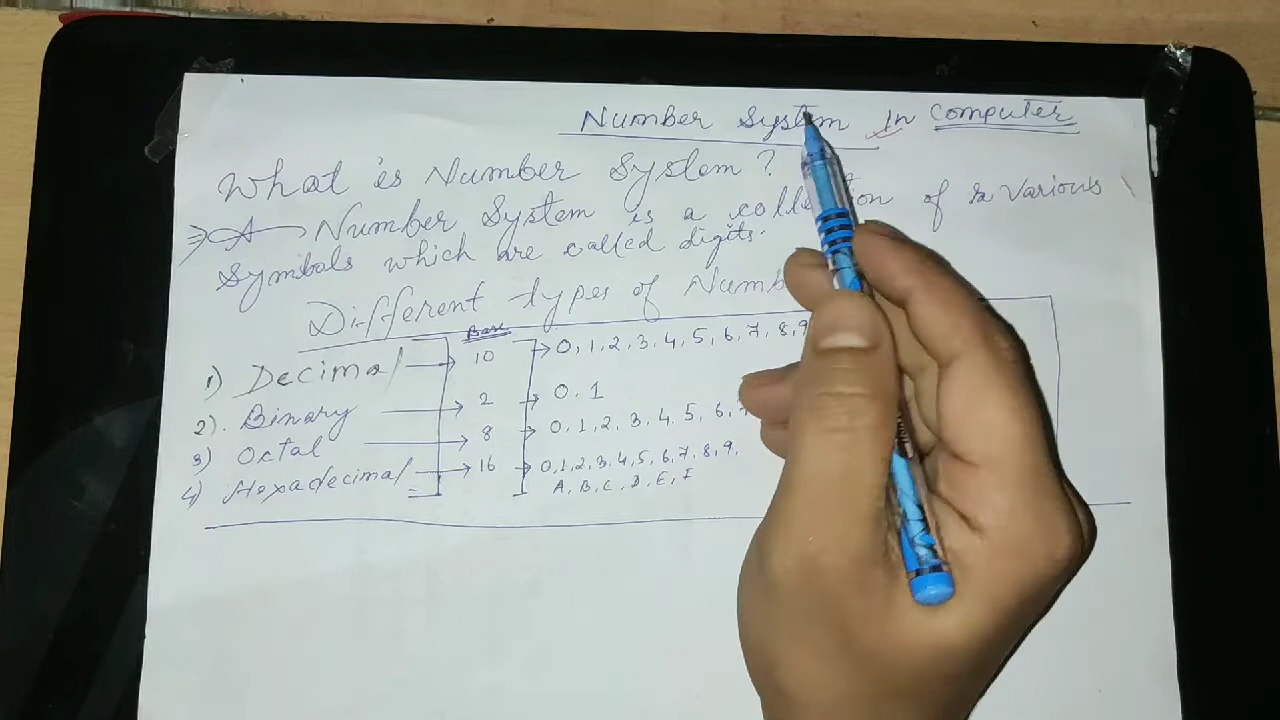 Number System In Computer
What is Number System?
⇒ A Number System is a collection of Various
Symbols which are called digits.
Different types of Numb
Base
1) Decimal → 10 → 0, 1, 2, 3, 4, 5, 6, 7, 8, 9
2). Binary → 2 → 0. 1
3) Octal → 8 → 0, 1, 2, 3, 4, 5, 6, 7
4) Hexadecimal → 16 → 0, 1, 2, 3, 4, 5, 6, 7, 8, 9,
A, B, C, D, E, F